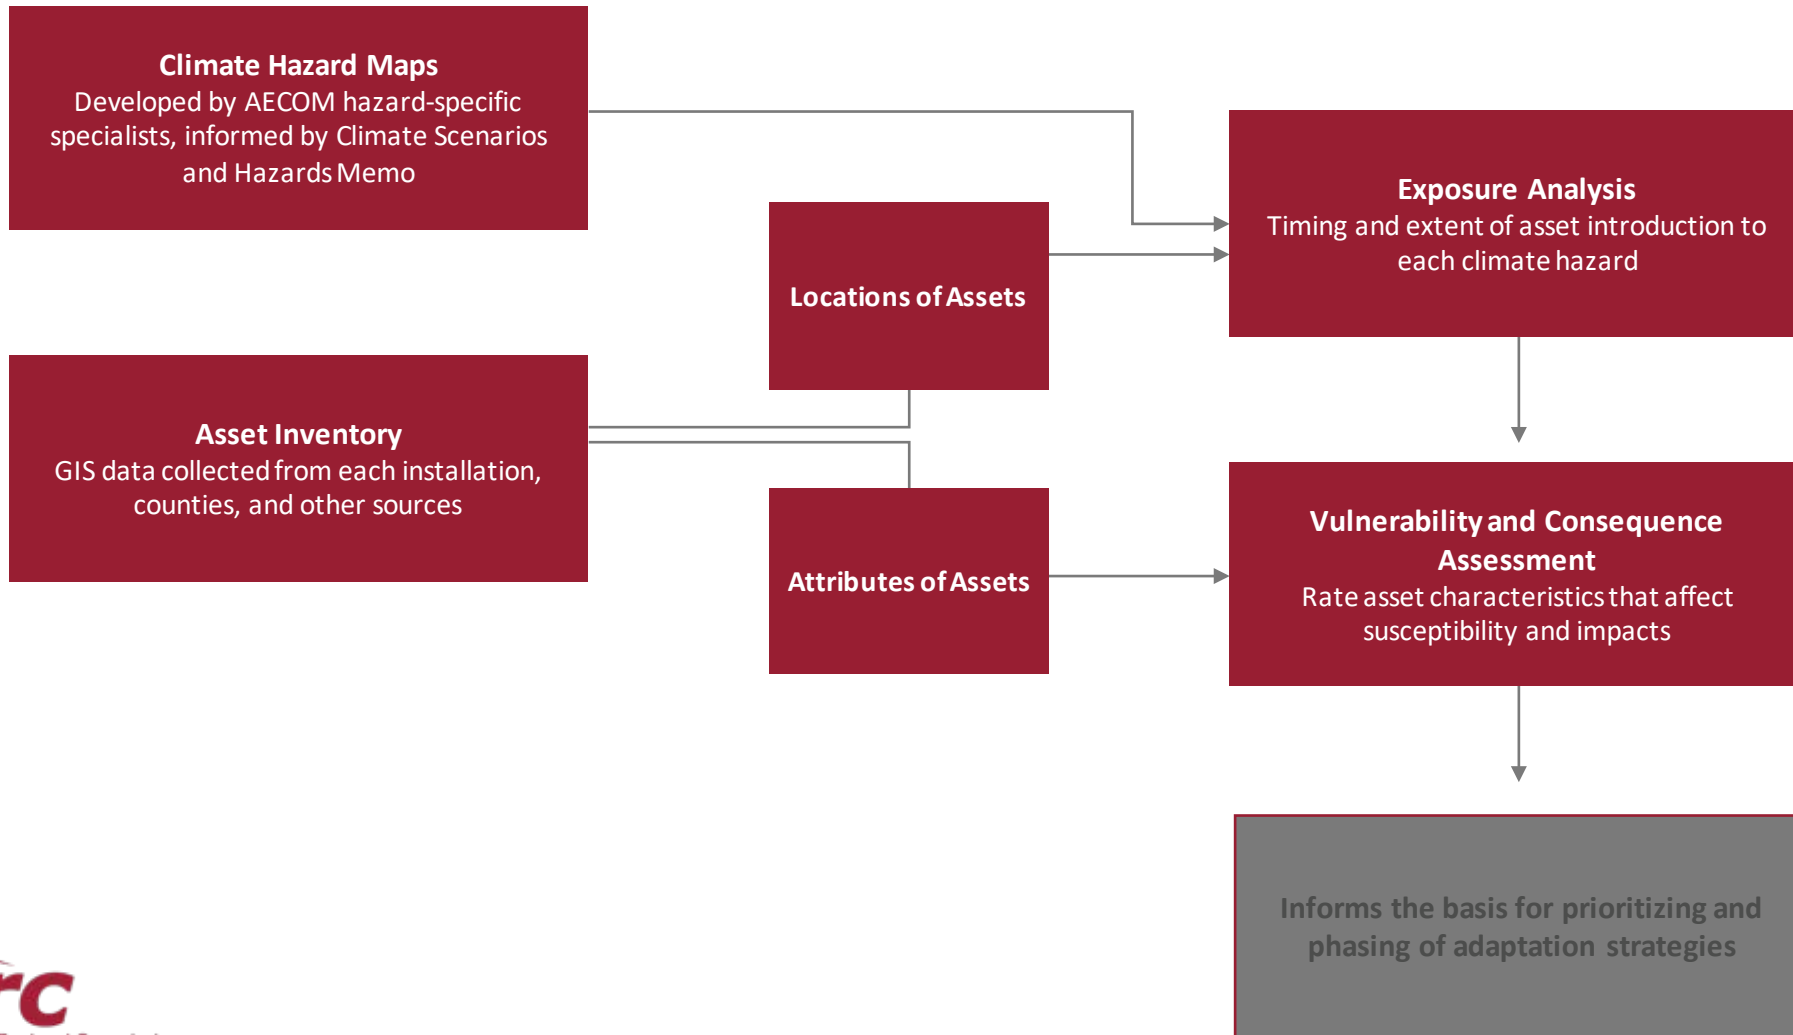 Climate Hazard Maps
Developed by AECOM hazard-specific
specialists, informed by Climate Scenarios
and Hazards Memo
Asset Inventory
GIS data collected from each installation,
counties, and other sources
Locations of Assets
Attributes of Assets
Exposure Analysis
Timing and extent of asset introduction to
each climate hazard
Vulnerability and Consequence
Assessment
Rate asset characteristics that affect
susceptibility and impacts
Informs the basis for prioritizing and
phasing of adaptation strategies
rc